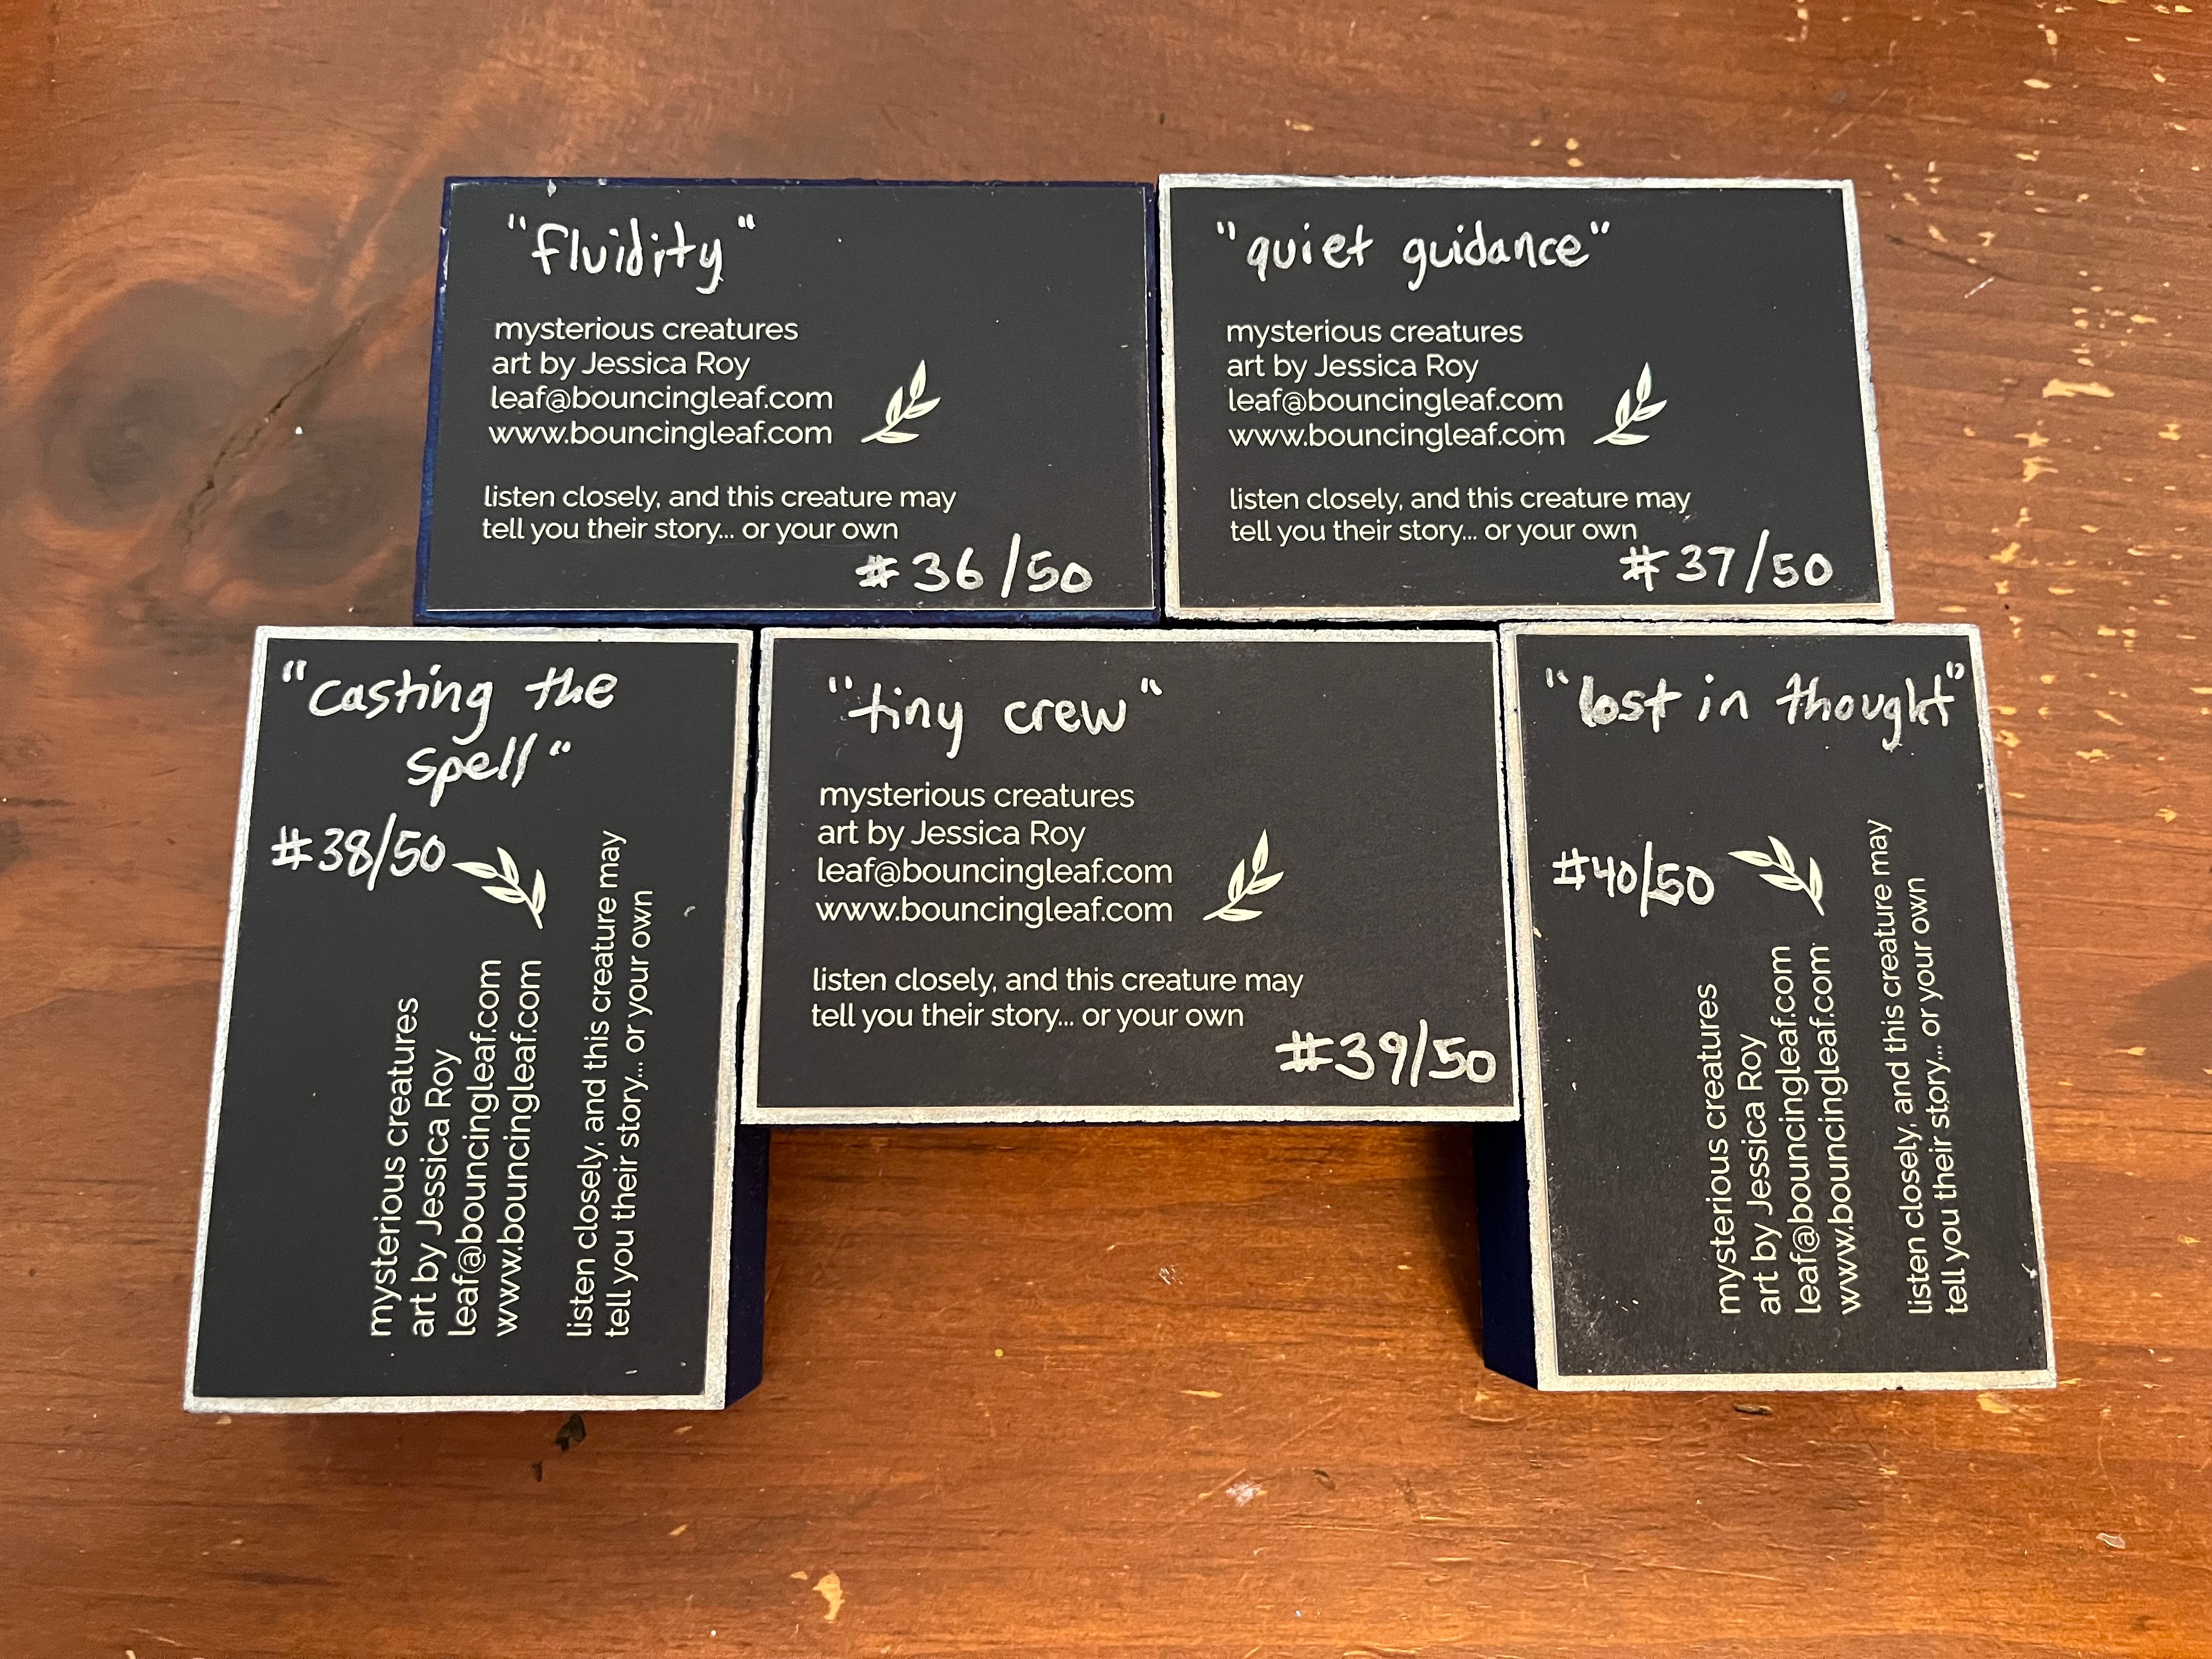 "fluidity"
mysterious creatures
art by Jessica Roy
leaf@bouncingleaf.com
www.bouncingleaf.com
listen closely, and this creature may
tell you their story... or your own
#36/50
"quiet guidance"
mysterious creatures
art by Jessica Roy
leaf@bouncingleaf.com
www.bouncingleaf.com
listen closely, and this creature may
tell you their story... or your own
#37/50
"casting the
spell"
#38/50
mysterious creatures
art by Jessica Roy
leaf@bouncingleaf.com
www.bouncingleaf.com
listen closely, and this creature may
tell you their story... or your own
"tiny crew"
mysterious creatures
art by Jessica Roy
leaf@bouncingleaf.com
www.bouncingleaf.com
listen closely, and this creature may
tell you their story... or your own
#39/50
"lost in thought"
#40/50
mysterious creatures
art by Jessica Roy
leaf@bouncingleaf.com
www.bouncingleaf.com
listen closely, and this creature may
tell you their story... or your own